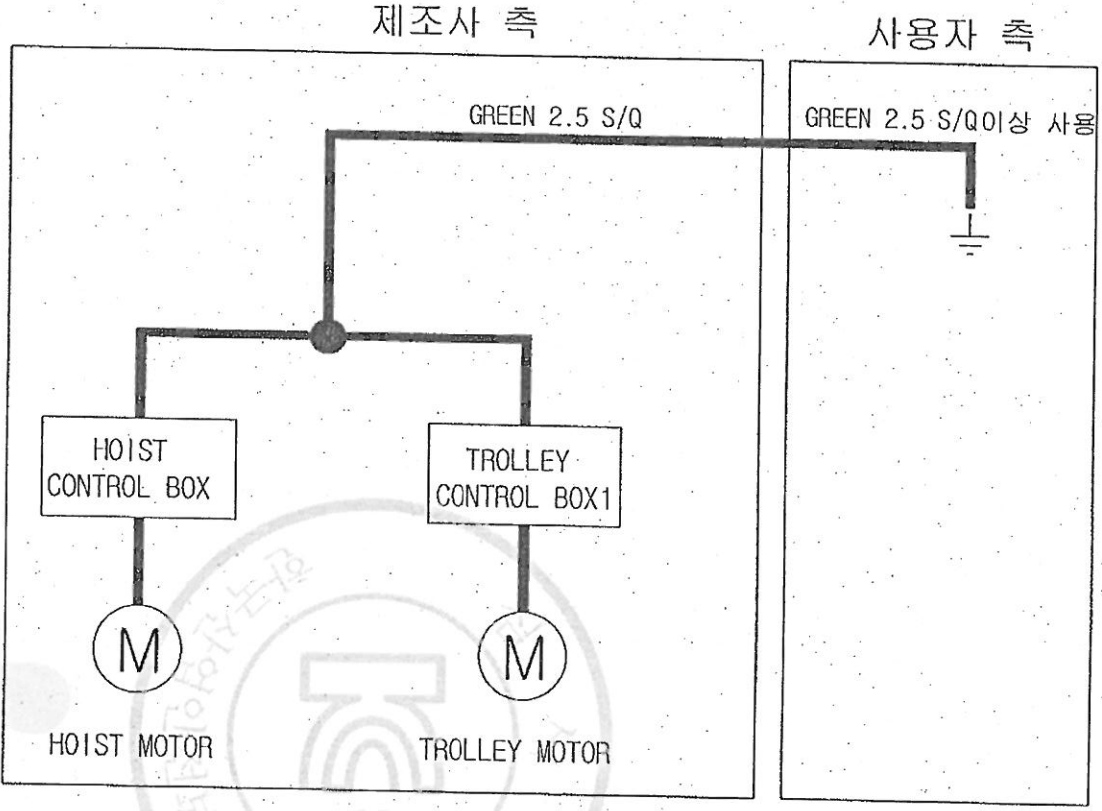 제조사 측
사용자 측
GREEN 2.5 S/Q
GREEN 2.5 S/Q이상 사용
HOIST
CONTROL BOX
TROLLEY
CONTROL BOX1
M
M
HOIST MOTOR
TROLLEY MOTOR